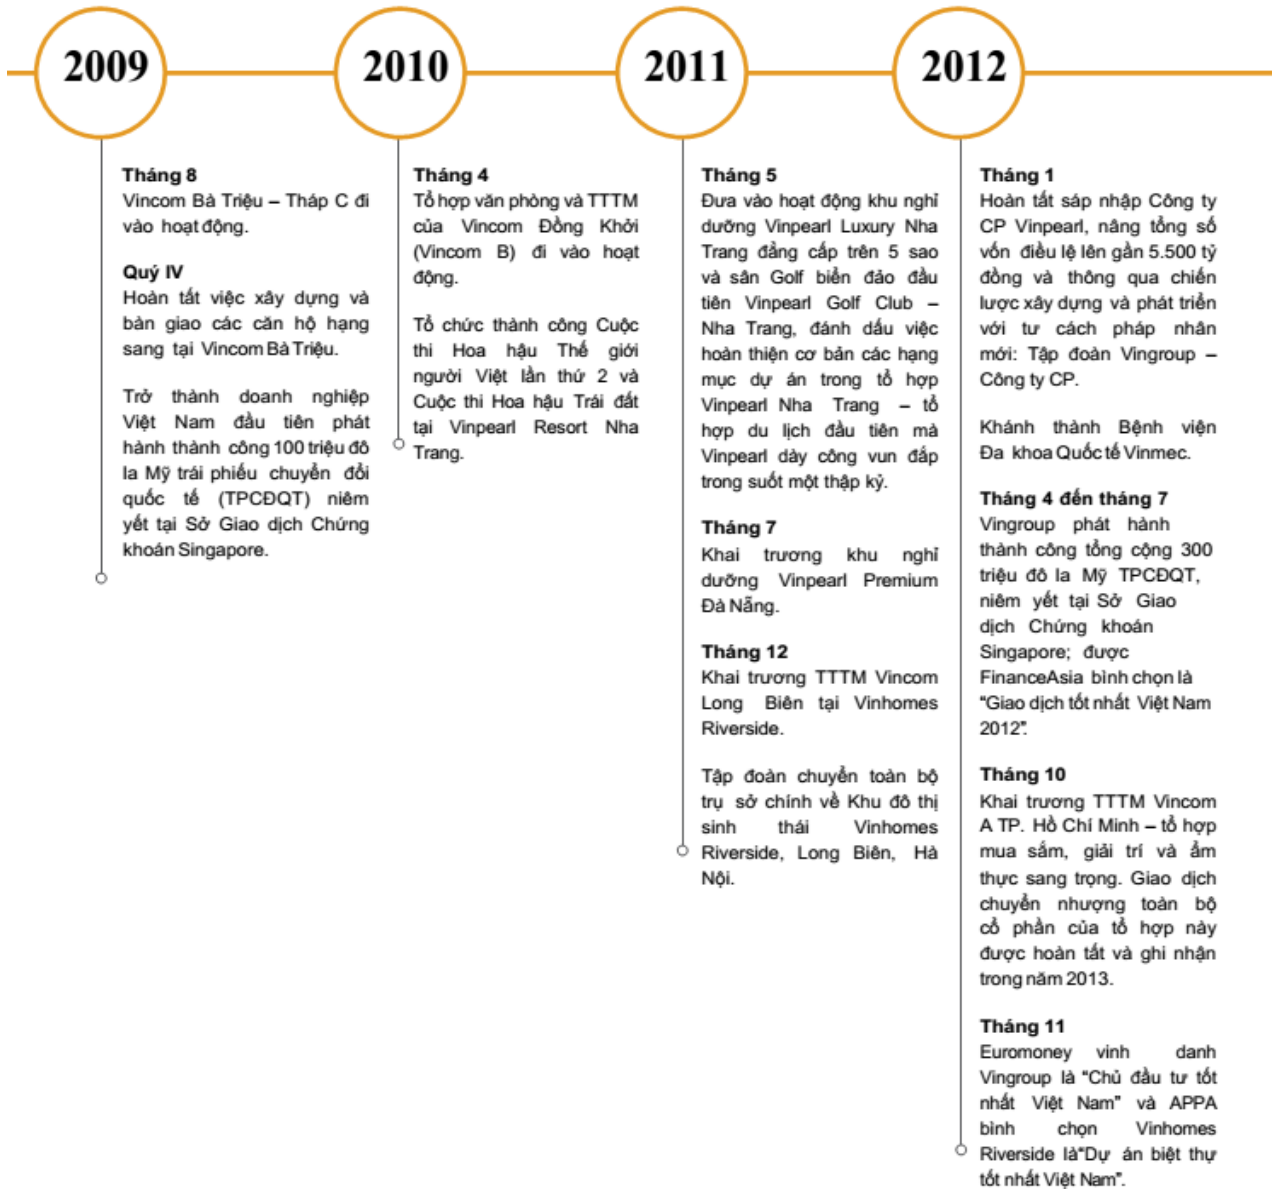 2009
Tháng 8
Vincom Bà Triệu – Tháp C đi
vào hoạt động.
Quý IV
Hoàn tất việc xây dựng và
bàn giao các căn hộ hạng
sang tại Vincom Bà Triệu.
Trở thành doanh nghiệp
Việt Nam đầu tiên phát
hành thành công 100 triệu đô
la Mỹ trái phiếu chuyển đổi
quốc tế (TPCĐQT) niêm
yết tại Sở Giao dịch Chứng
khoán Singapore.
2010
Tháng 4
Tổ hợp văn phòng và TTTM
của Vincom Đồng Khởi
(Vincom B) đi vào hoạt
động.
Tổ chức thành công Cuộc
thi Hoa hậu Thế giới
người Việt lần thứ 2 và
Cuộc thi Hoa hậu Trái đất
tại Vinpearl Resort Nha
Trang.
2011
Tháng 5
Đưa vào hoạt động khu nghỉ
dưỡng Vinpearl Luxury Nha
Trang đẳng cấp trên 5 sao
và sân Golf biển đảo đầu
tiên Vinpearl Golf Club –
Nha Trang, đánh dấu việc
hoàn thiện cơ bản các hạng
mục dự án trong tổ hợp
Vinpearl Nha Trang – tổ
hợp du lịch đầu tiên mà
Vinpearl dày công vun đắp
trong suốt một thập kỷ.
Tháng 7
Khai trương khu nghỉ
dưỡng Vinpearl Premium
Đà Nẵng.
Tháng 12
Khai trương TTTM Vincom
Long Biên tại Vinhomes
Riverside.
Tập đoàn chuyển toàn bộ
trụ sở chính về Khu đô thị
sinh thái Vinhomes
Riverside, Long Biên, Hà
Nội.
2012
Tháng 1
Hoàn tất sáp nhập Công ty
CP Vinpearl, nâng tổng số
vốn điều lệ lên gần 5.500 tỷ
đồng và thông qua chiến
lược xây dựng và phát triển
với tư cách pháp nhân
mới: Tập đoàn Vingroup –
Công ty CP.
Khánh thành Bệnh viện
Đa khoa Quốc tế Vinmec.
Tháng 4 đến tháng 7
Vingroup phát hành
thành công tổng cộng 300
triệu đô la Mỹ TPCĐQT,
niêm yết tại Sở Giao
dịch Chứng khoán
Singapore; được
FinanceAsia bình chọn là
“Giao dịch tốt nhất Việt Nam
2012”.
Tháng 10
Khai trương TTTM Vincom
A TP. Hồ Chí Minh – tổ hợp
mua sắm, giải trí và ẩm
thực sang trọng. Giao dịch
chuyển nhượng toàn bộ
cổ phần của tổ hợp này
được hoàn tất và ghi nhận
trong năm 2013.
Tháng 11
Euromoney vinh danh
Vingroup là “Chủ đầu tư tốt
nhất Việt Nam” và APPA
bình chọn Vinhomes
Riverside là“Dự án biệt thự
tốt nhất Việt Nam”.